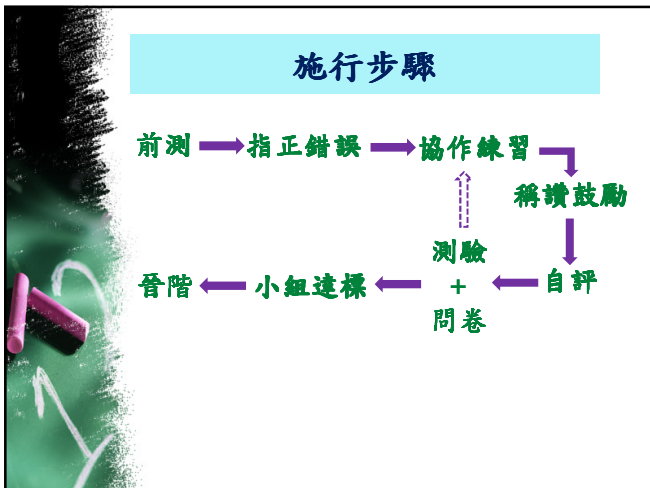 施行步驟
前測 指正錯誤 協作練習
稱讚鼓勵
自評
測驗
+
問卷
小組達標
晉階